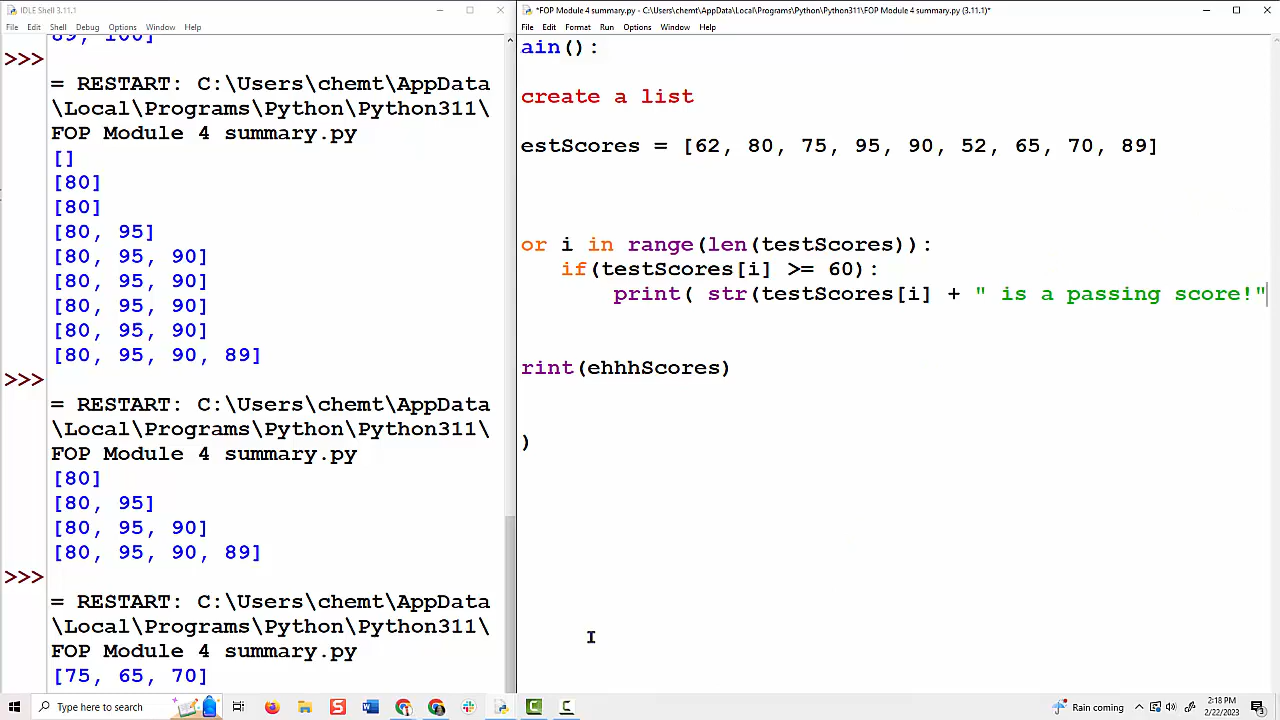 IDLE Shell 3.11.1
File Edit Shell Debug Options Window Help
89, 100]
>>>
= RESTART: C:\Users\chemt\AppData
\Local\Programs\Python\Python311\
FOP Module 4 summary.py
[]
[80]
[80]
[80, 95]
[80, 95, 90]
[80, 95, 90]
[80, 95, 90]
[80, 95, 90]
[80, 95, 90, 89]
>>>
= RESTART: C:\Users\chemt\AppData
\Local\Programs\Python\Python311\
FOP Module 4 summary.py
[80]
[80, 95]
[80, 95, 90]
[80, 95, 90, 89]
>>>
= RESTART: C:\Users\chemt\AppData
\Local\Programs\Python\Python311\
FOP Module 4 summary.py
[75, 65, 70]
*FOP Module 4 summary.py - C:\Users\chemt\AppData\Local\Programs\Python\Python311\FOP Module 4 summary.py (3.11.1)*
File Edit Format Run Options Window Help
ain():
create a list
estScores = [62, 80, 75, 95, 90, 52, 65, 70, 89]
or i in range(len(testScores)):
if(testScores[i] >= 60):
print( str(testScores[i] + " is a passing score!"
rint(ehhhScores)
)
Type here to search
Rain coming
2:18 PM
2/22/2023